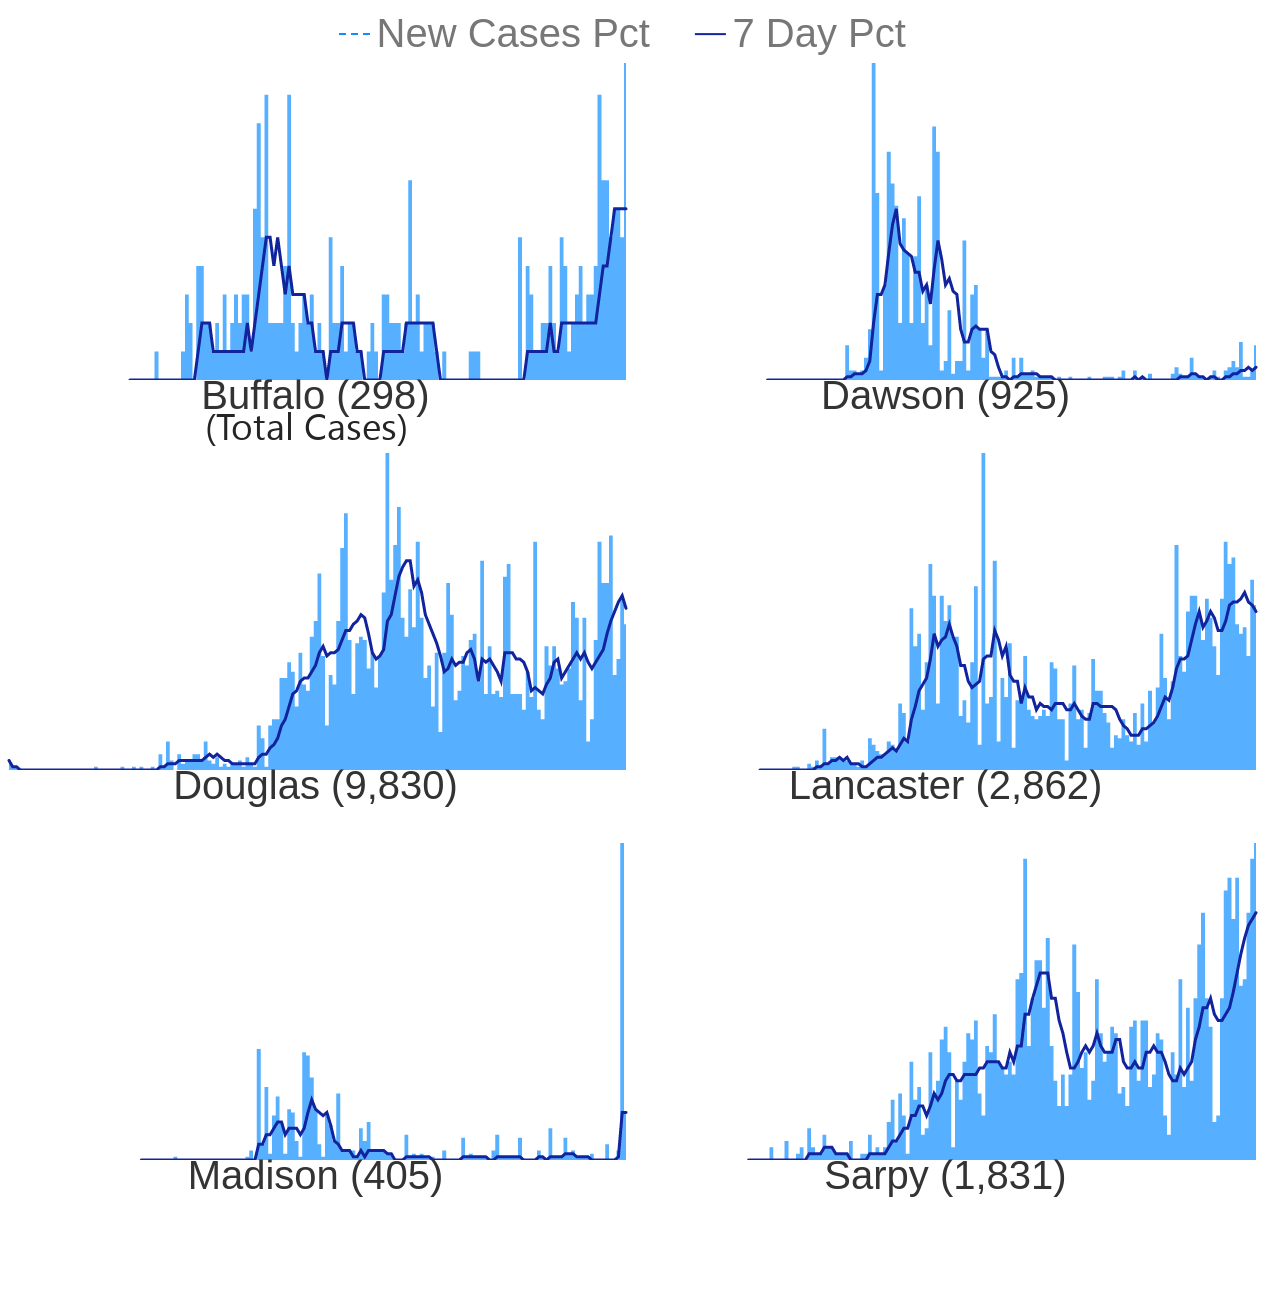 New Cases Pct 7 Day Pct
Buffalo (298) Dawson (925)
(Total Cases)
Douglas (9,830) Lancaster (2,862)
Madison (405) Sarpy (1,831)